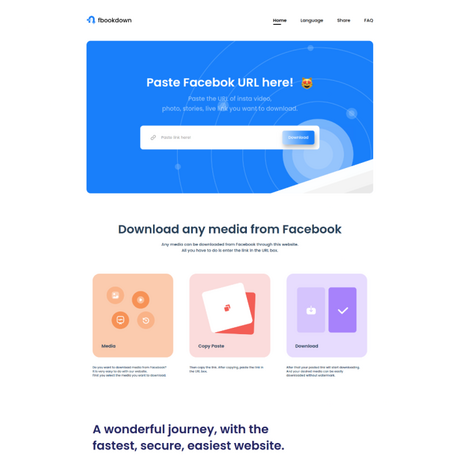 fbookdown
Home Language Share FAQ
Paste Facebok URL here!
Paste the URL of Insta video,
photo, stories, live you want to download.
Paste link here
Download
Download any media from Facebook
Any media can be downloaded from Facebook through this website.
All you have to do is enter the link in the URL box.
Media
Do you want to download media from Facebook?
It is very easy to do with our website.
First, you select the media you want to download.
Copy Paste
Then copy the link. After copying, paste the link in
the URL box.
Download
After that your pasted link will start downloading.
And your desired media can be easily
downloaded without watermark.
A wonderful journey, with the
fastest, secure, easiest website.